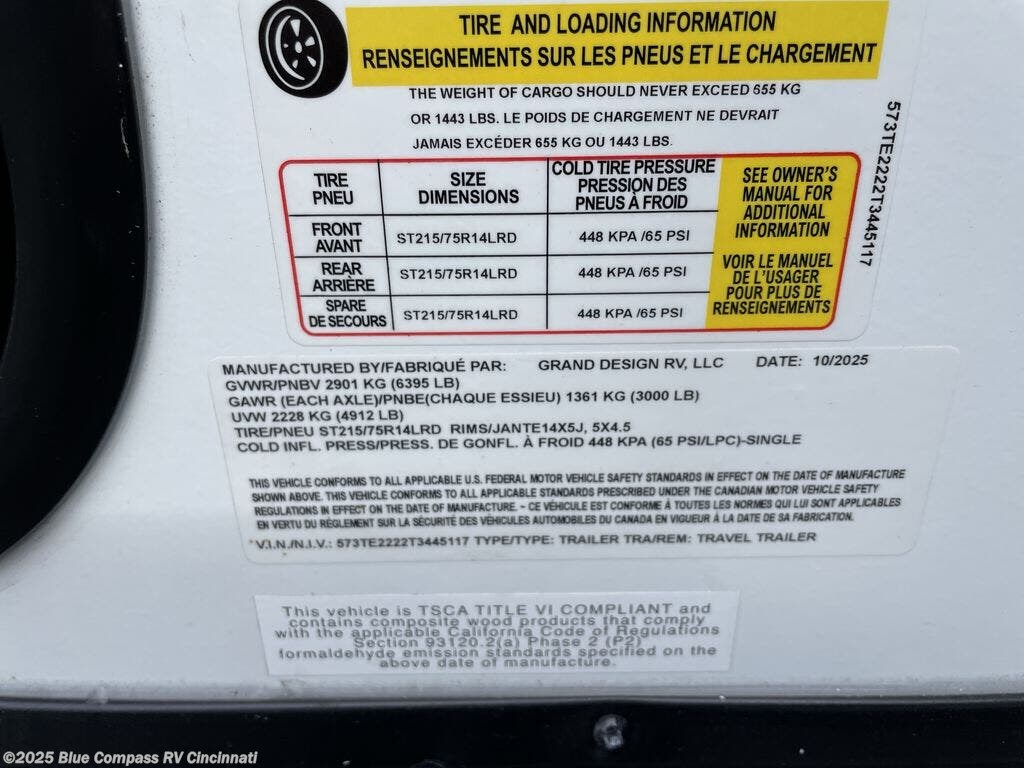 TIRE AND LOADING INFORMATION
RENSEIGNEMENTS SUR LES PNEUS ET LE CHARGEMENT
THE WEIGHT OF CARGO SHOULD NEVER EXCEED 655 KG
OR 1443 LBS. LE POIDS DE CHARGEMENT NE DEVRAIT
JAMAIS EXCÉDER 655 KG OU 1443 LBS.
TIRE
PNEU
SIZE
DIMENSIONS
COLD TIRE PRESSURE
PRESSION DES
PNEUS À FROID
FRONT
AVANT
ST215/75R14LRD
448 KPA /65 PSI
REAR
ARRIÈRE
ST215/75R14LRD
448 KPA /65 PSI
SPARE
DE SECOURS
ST215/75R14LRD
448 KPA /65 PSI
SEE OWNER'S
MANUAL FOR
ADDITIONAL
INFORMATION
VOIR LE MANUEL
DE L'USAGER
POUR PLUS DE
RENSEIGNEMENTS
573TE2222T3445117
MANUFACTURED BY/FABRIQUÉ PAR: GRAND DESIGN RV, LLC DATE: 10/2025
GVWR/PNBV 2901 KG (6395 LB)
GAWR (EACH AXLE)/PNBE(CHAQUE ESSIEU) 1361 KG (3000 LB)
UVW 2228 KG (4912 LB)
TIRE/PNEU ST215/75R14LRD RIMS/JANTE14X5J, 5X4.5
COLD INFL. PRESS/PRESS. DE GONFL. À FROID 448 KPA (65 PSI/LPC)-SINGLE
THIS VEHICLE CONFORMS TO ALL APPLICABLE U.S. FEDERAL MOTOR VEHICLE SAFETY STANDARDS IN EFFECT ON THE DATE OF MANUFACTURE
SHOWN ABOVE. THIS VEHICLE CONFORMS TO ALL APPLICABLE STANDARDS PRESCRIBED UNDER THE CANADIAN MOTOR VEHICLE SAFETY
REGULATIONS IN EFFECT ON THE DATE OF MANUFACTURE. - CE VÉHICULE EST CONFORME À TOUTES LES NORMES QUI LUI SONT APPLICABLES
EN VERTU DU RÈGLEMENT SUR LA SÉCURITÉ DES VÉHICULES AUTOMOBILES DU CANADA EN VIGUEUR À LA DATE DE SA FABRICATION.
V.I.N./N.I.V.: 573TE2222T3445117 TYPE/TYPE: TRAILER TRA/REM: TRAVEL TRAILER
This vehicle is TSCA TITLE VI COMPLIANT and
contains composite wood products that comply
with the applicable California Code of Regulations
Section 93120.2(a) Phase 2 (P2)
formaldehyde emission standards specified on the
above date of manufacture.
©2025 Blue Compass RV Cincinnati